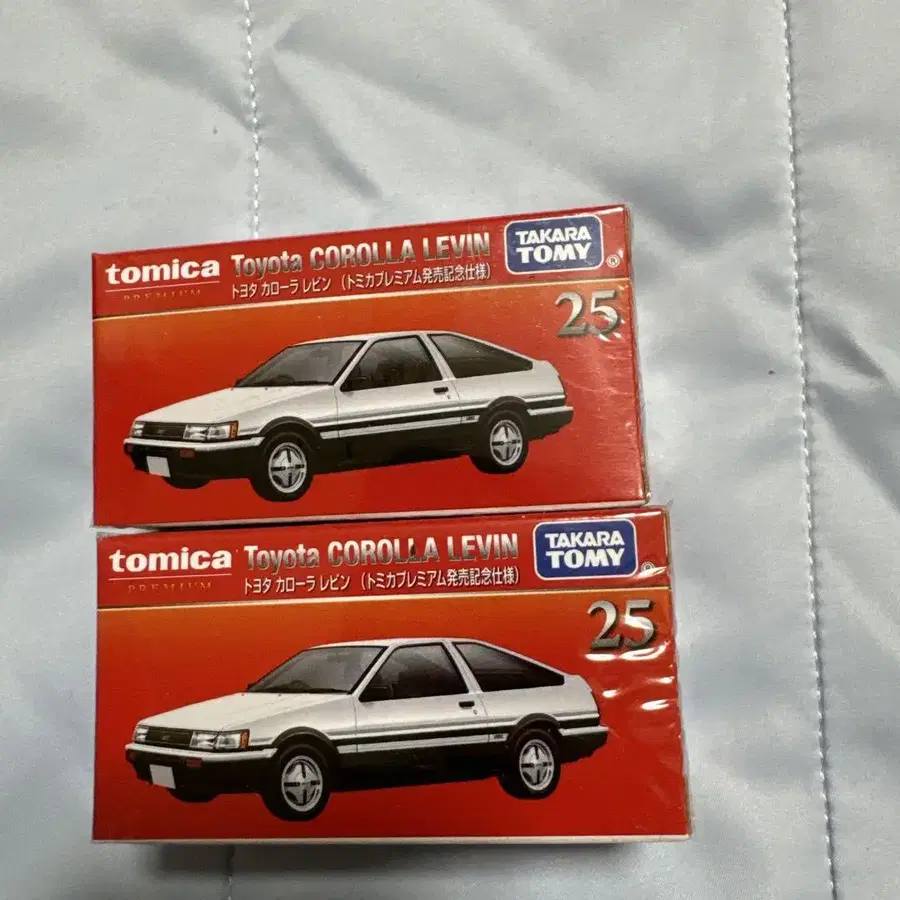 tomica
PREMIUM
Toyota COROLLA LEVIN
トヨタ カローラ レビン （トミカプレミアム発売記念仕様）
TAKARA
TOMY
®
25
tomica
PREMIUM
Toyota COROLLA LEVIN
トヨタ カローラ レビン （トミカプレミアム発売記念仕様）
TAKARA
TOMY
®
25